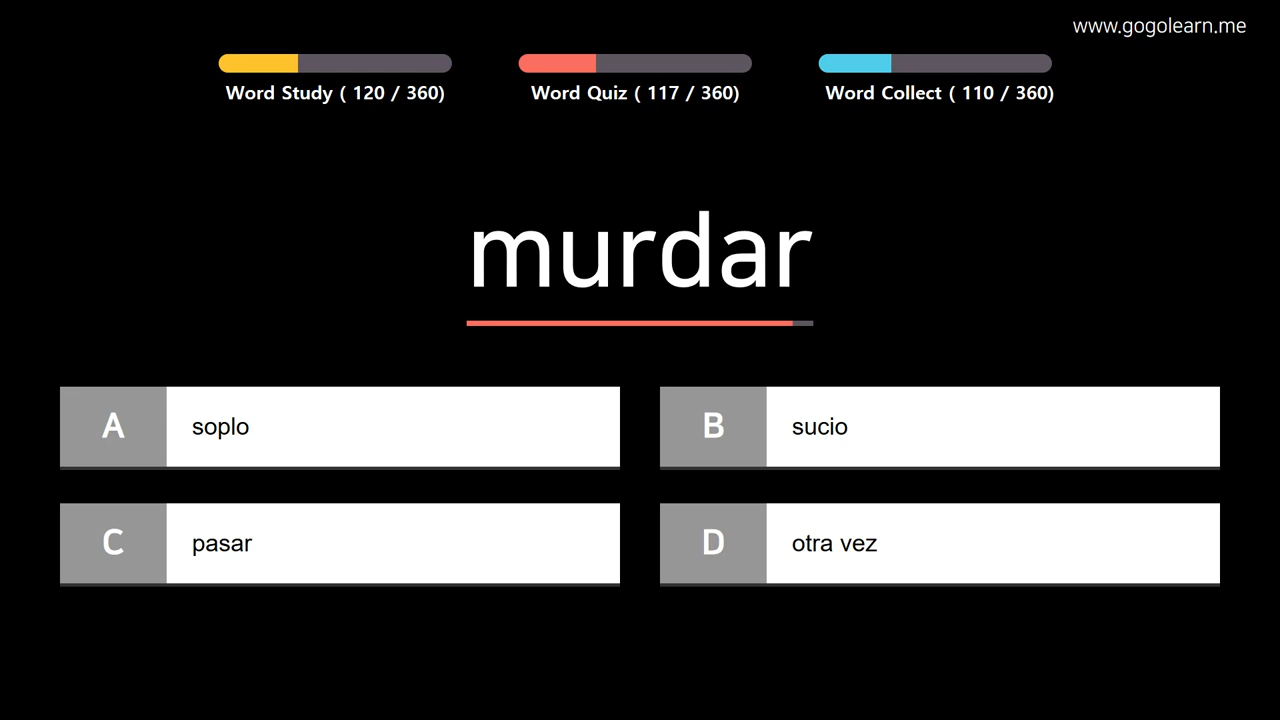 www.gogolearn.me
Word Study ( 120 / 360)
Word Quiz ( 117 / 360)
Word Collect ( 110 / 360)
murdar
A
soplo
B
sucio
C
pasar
D
otra vez